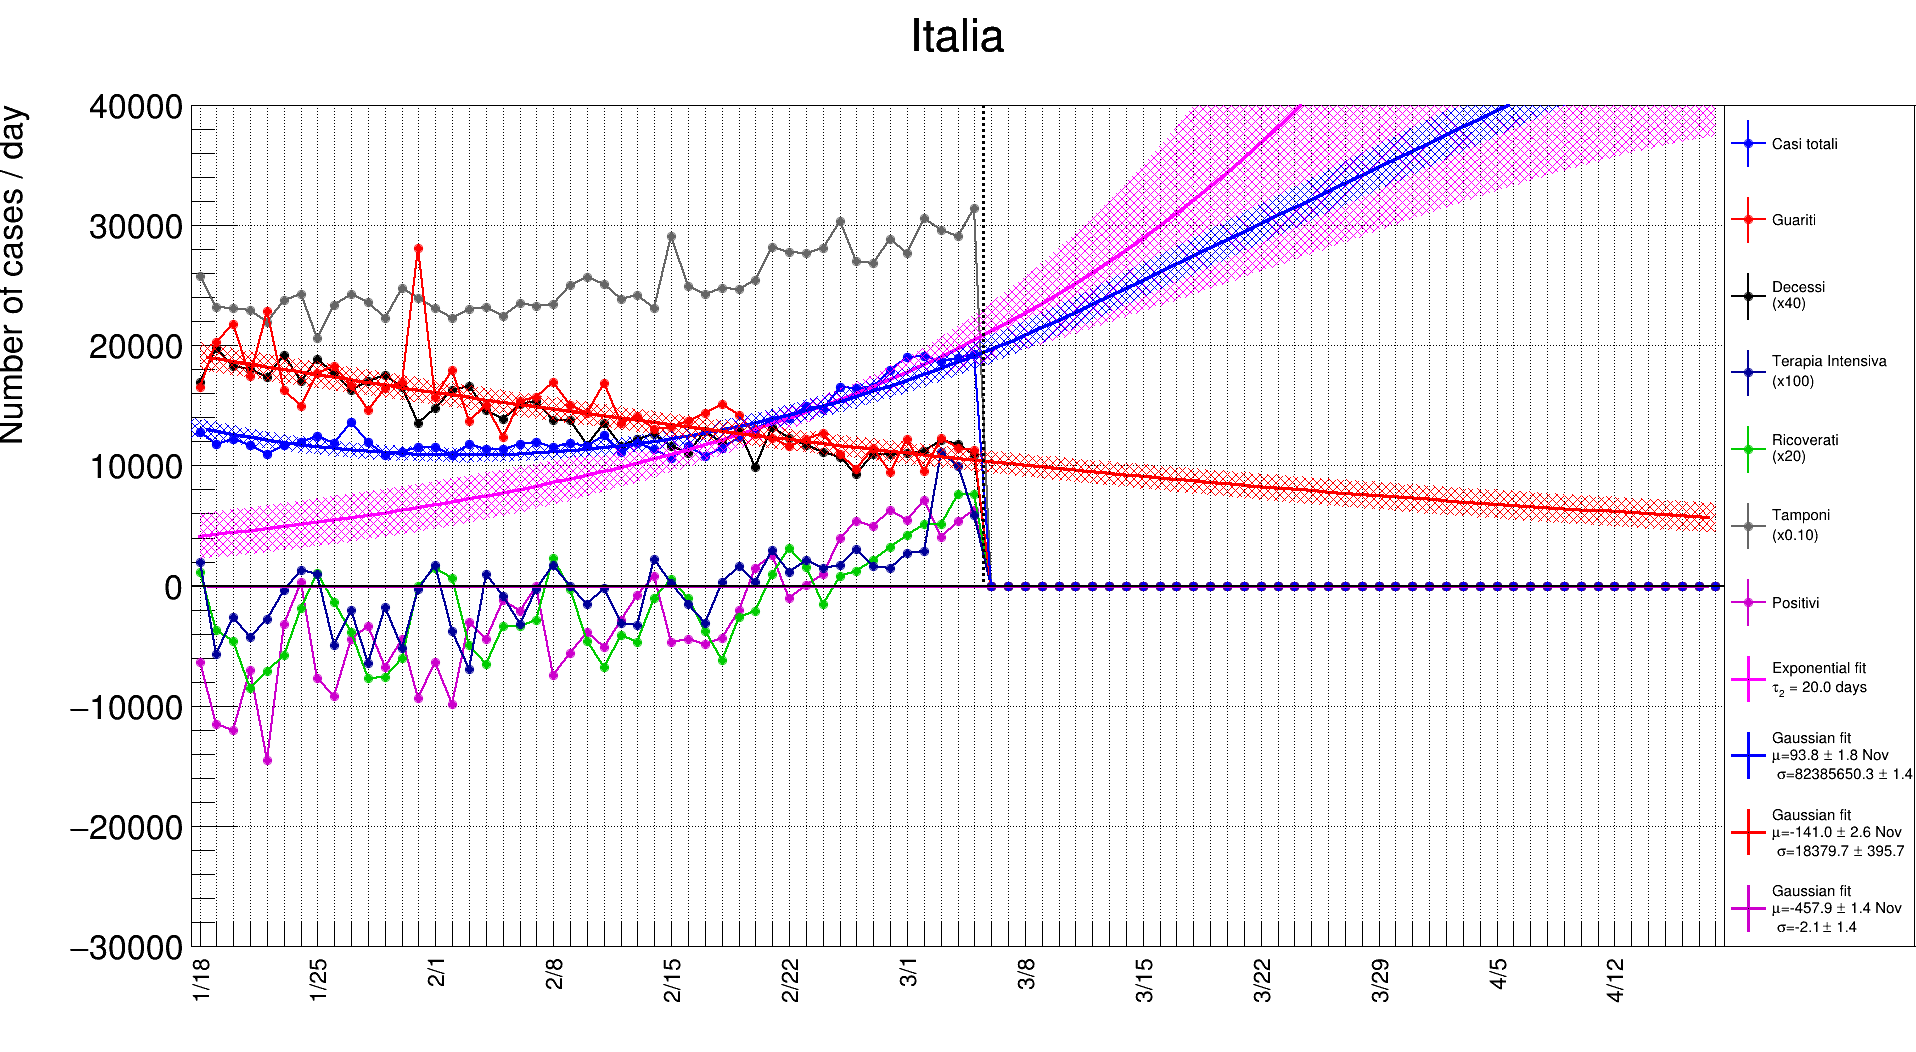 Italia
Number of cases / day
40000
30000
20000
10000
0
−10000
−20000
−30000
1/18
1/25
2/1
2/8
2/15
2/22
3/1
3/8
3/15
3/22
3/29
4/5
4/12
Casi totali
Guariti
Decessi
(x40)
Terapia Intensiva
(x100)
Ricoverati
(x20)
Tamponi
(x0.10)
Positivi
Exponential fit
τ2 = 20.0 days
Gaussian fit
μ=93.8 ± 1.8 Nov
σ=82385650.3 ± 1.4
Gaussian fit
μ=-141.0 ± 2.6 Nov
σ=18379.7 ± 395.7
Gaussian fit
μ=-457.9 ± 1.4 Nov
σ=-2.1 ± 1.4